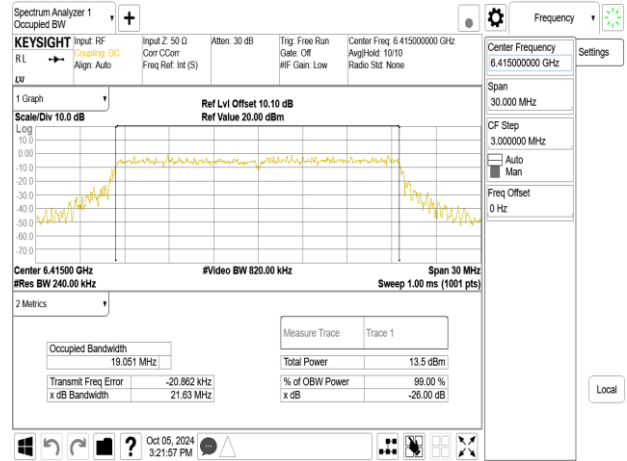 Spectrum Analyzer 1
Occupied BW
Frequency
KEYSIGHT
Input: RF
Coupling: DC
Align: Auto
Input Z: 50 Ω
Corr CCorr
Freq Ref: Int (S)
Atten: 30 dB
Trig: Free Run
Gate: Off
#IF Gain: Low
Center Freq: 6.415000000 GHz
Avg|Hold: 10/10
Radio Std: None
R L
LXI
Center Frequency
6.415000000 GHz
Settings
Span
30.000 MHz
CF Step
3.000000 MHz
Auto
Man
Freq Offset
0 Hz
Local
1 Graph
Scale/Div 10.0 dB
Ref Lvl Offset 10.10 dB
Ref Value 20.00 dBm
Log
10.0
0.00
-10.0
-20.0
-30.0
-40.0
-50.0
-60.0
-70.0
Center 6.41500 GHz
#Video BW 820.00 kHz
Span 30 MHz
#Res BW 240.00 kHz
Sweep 1.00 ms (1001 pts)
2 Metrics
Measure Trace Trace 1
Occupied Bandwidth
19.051 MHz
Total Power 13.5 dBm
Transmit Freq Error -20.862 kHz
% of OBW Power 99.00 %
x dB Bandwidth 21.63 MHz
x dB -26.00 dB
?
Oct 05, 2024
3:21:57 PM